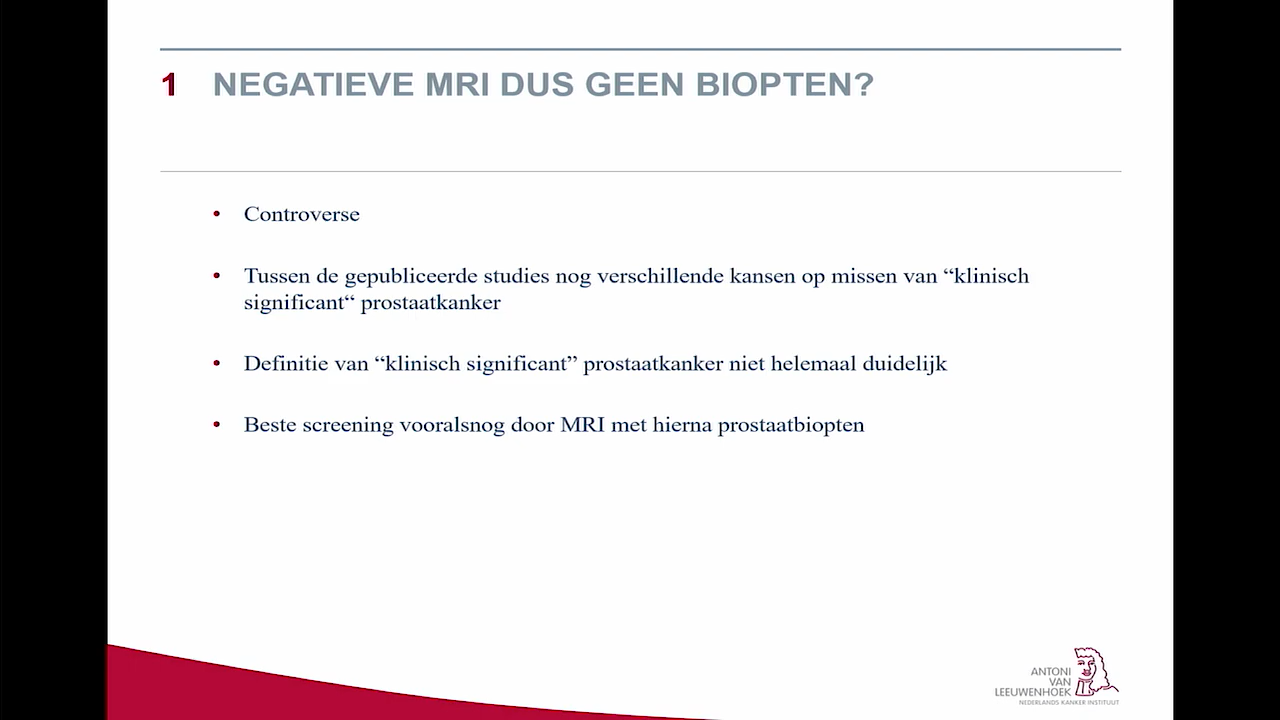 1 NEGATIEVE MRI DUS GEEN BIOPTEN?
• Controverse
• Tussen de gepubliceerde studies nog verschillende kansen op missen van “klinisch
significant“ prostaatkanker
• Definitie van “klinisch significant” prostaatkanker niet helemaal duidelijk
• Beste screening vooralsnog door MRI met hierna prostaatbiopten
ANTONI
VAN
LEEUWENHOEK
NEDERLANDS KANKER INSTITUUT